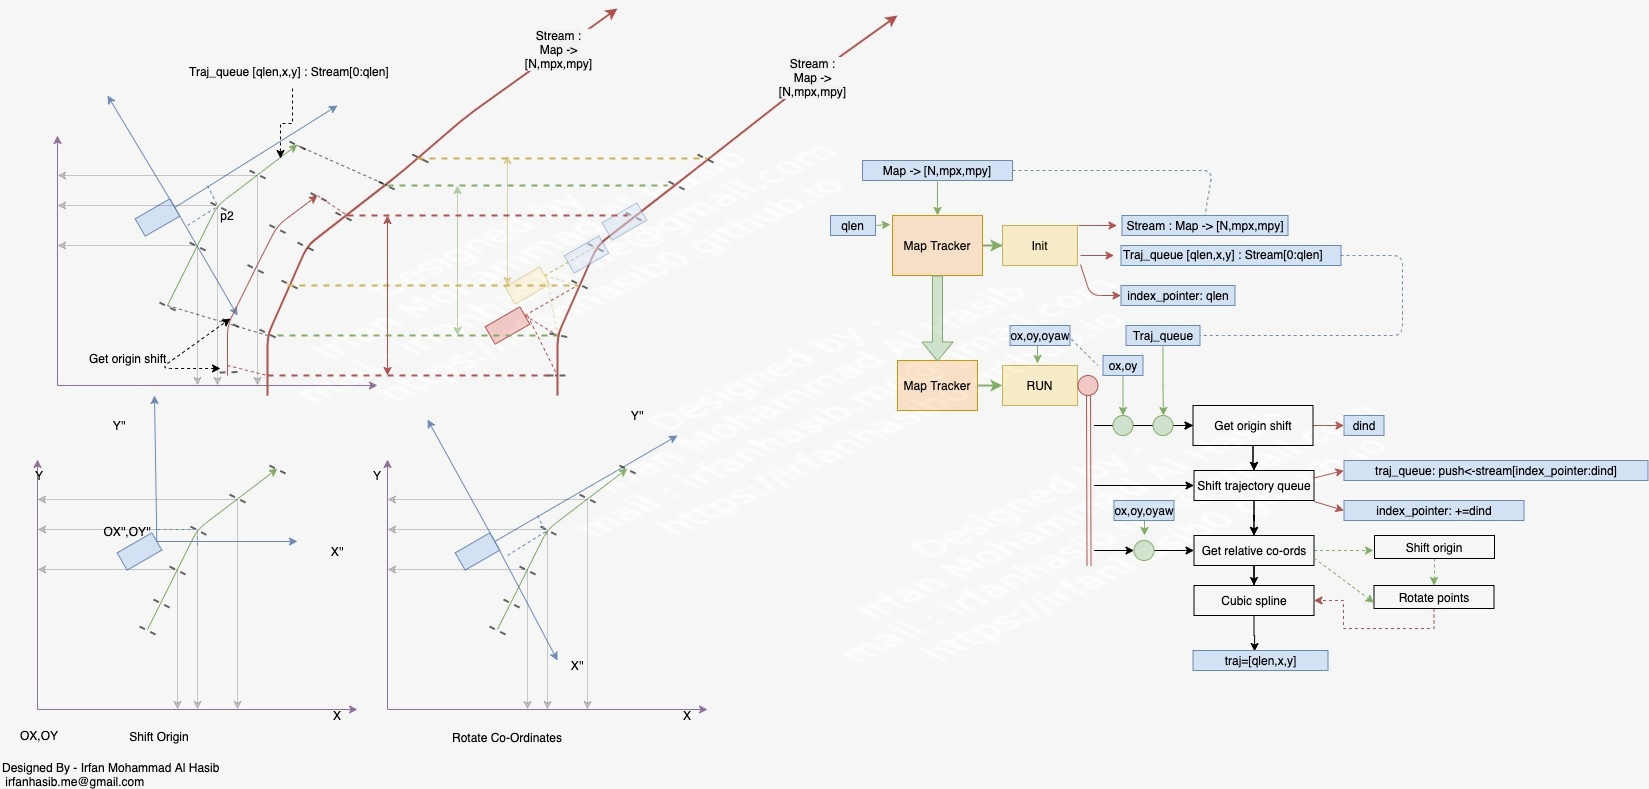 Stream :
Map ->
[N,mpx,mpy]
Stream :
Map ->
[N,mpx,mpy]
Traj_queue [qlen,x,y] : Stream[0:qlen]
p2
Get origin shift
Y"
OX",OY"
X"
Y
X
OX,OY
Shift Origin
Y"
Y
X"
X
Rotate Co-Ordinates
Designed By - Irfan Mohammad Al Hasib
irfanhasib.me@gmail.com
Map -> [N,mpx,mpy]
qlen
Map Tracker
Init
Stream : Map -> [N,mpx,mpy]
Traj_queue [qlen,x,y] : Stream[0:qlen]
index_pointer: qlen
ox,oy,oyaw
Traj_queue
ox,oy
Map Tracker
RUN
Get origin shift
dind
Shift trajectory queue
traj_queue: push<-stream[index_pointer:dind]
index_pointer: +=dind
ox,oy,oyaw
Get relative co-ords
Shift origin
Cubic spline
Rotate points
traj=[qlen,x,y]